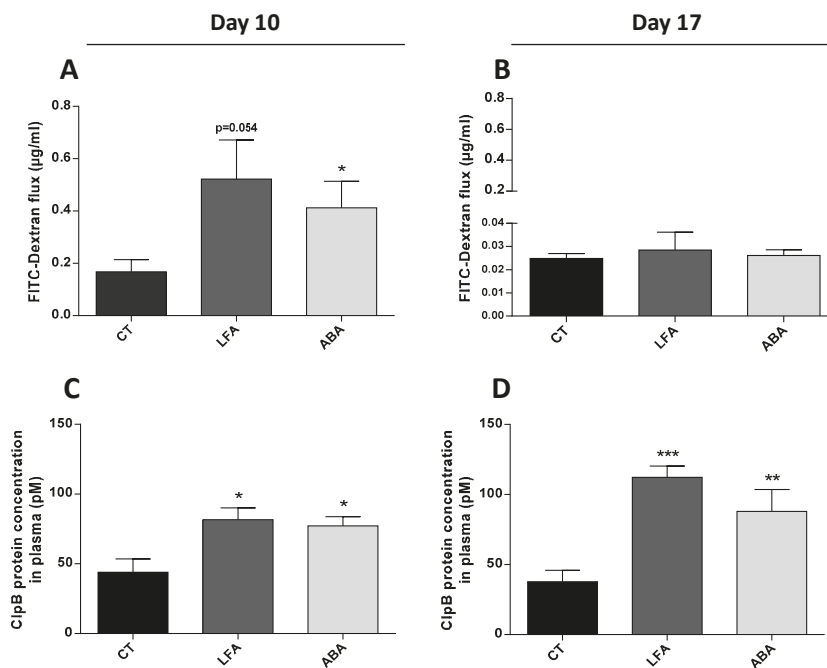 Day 10
Day 17
A
B
FITC-Dextran flux (µg/ml)
0.8
0.6
0.4
0.2
0.0
p=0.054
*
CT
LFA
ABA
FITC-Dextran flux (µg/ml)
0.8
0.6
0.4
0.2
0.04
0.03
0.02
0.01
0.00
CT
LFA
ABA
C
D
ClpB protein concentration
in plasma (pM)
150
100
50
0
*
*
CT
LFA
ABA
ClpB protein concentration
in plasma (pM)
150
100
50
0
***
**
CT
LFA
ABA